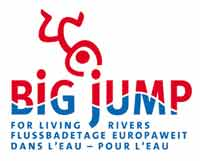 BiG jUMP
FOR LIVING RIVERS
FLUSSBADETAGE EUROPAWEIT
DANS L'EAU – POUR L'EAU